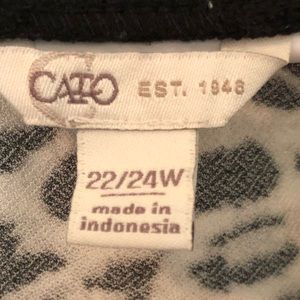 CATO EST. 1946
22/24W
made in
indonesia